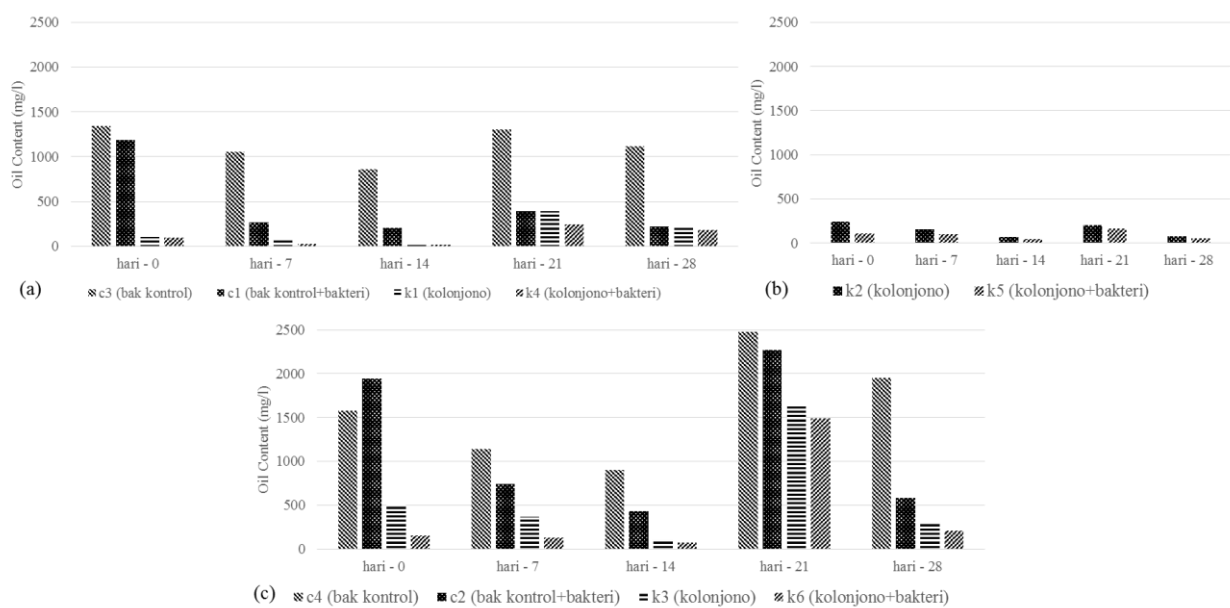 2500
2000
1500
1000
500
0
Oil Content (mg/l)
hari - 0 hari - 7 hari - 14 hari - 21 hari - 28
(a) c3 (bak kontrol) c1 (bak kontrol+bakteri) k1 (kolonjono) k4 (kolonjono+bakteri)
2500
2000
1500
1000
500
0
Oil Content (mg/l)
hari - 0 hari - 7 hari - 14 hari - 21 hari - 28
(b) k2 (kolonjono) k5 (kolonjono+bakteri)
2500
2000
1500
1000
500
0
Oil Content (mg/l)
hari - 0 hari - 7 hari - 14 hari - 21 hari - 28
(c) c4 (bak kontrol) c2 (bak kontrol+bakteri) k3 (kolonjono) k6 (kolonjono+bakteri)